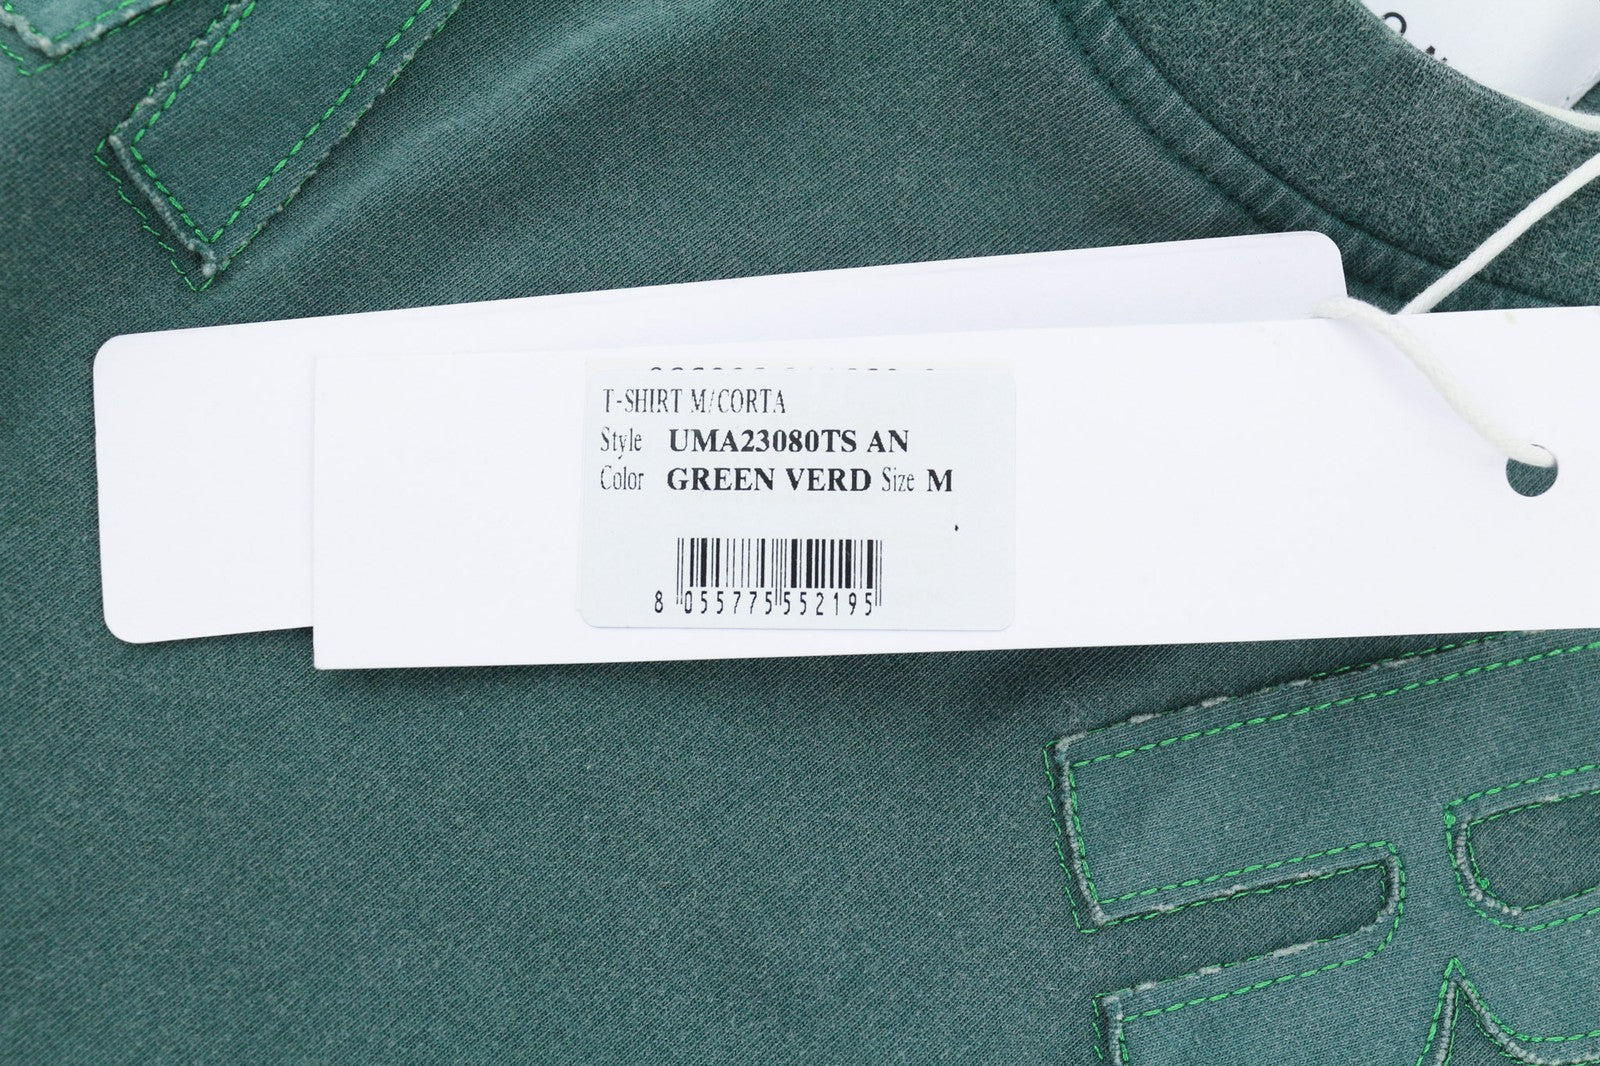 T-SHIRT M/CORTA
Style UMA23080TS AN
Color GREEN VERD Size M
8 055775 552195